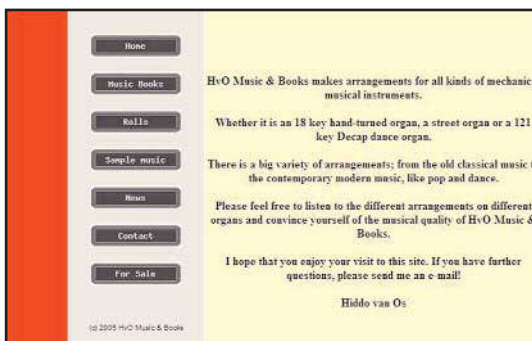 Home
Music Books
Rolls
Sample music
News
Contact
For Sale
(c) 2005 HvO Music & Books
HvO Music & Books makes arrangements for all kinds of mechanic
musical instruments.
Whether it is an 18 key hand-turned organ, a street organ or a 121
key Decap dance organ.
There is a big variety of arrangements; from the old classical music t
the contemporary modern music, like pop and dance.
Please feel free to listen to the different arrangements on different
organs and convince yourself of the musical quality of HvO Music &
Books.
I hope that you enjoy your visit to this site. If you have further
questions, please send me an e-mail!
Hiddo van Os